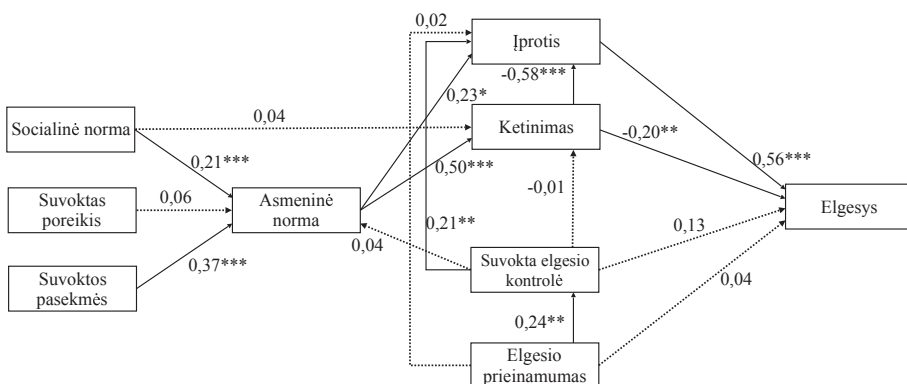 0,02
Įprotis
-0,58***
0,23*
Socialinė norma
0,04
Ketinimas
-0,20**
0,21***
0,50***
0,56***
Suvoktas
poreikis
0,06
Asmeninė
norma
-0,01
Elgesys
0,04
0,21**
0,13
Suvokta elgesio
kontrolė
0,37***
Suvoktos
pasekmės
0,04
0,24**
Elgesio
prieinamumas